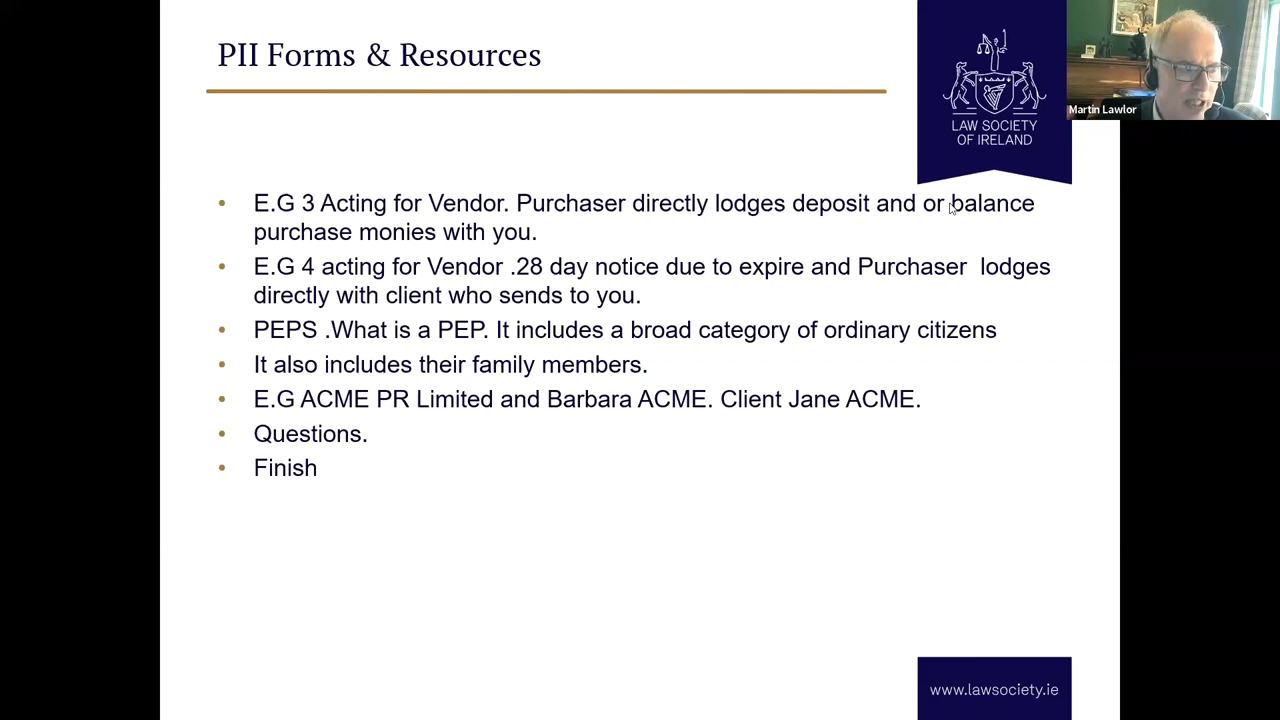 PII Forms & Resources
LAW SOCIETY
OF IRELAND
Martin Lawlor
E.G 3 Acting for Vendor. Purchaser directly lodges deposit and or balance
purchase monies with you.
E.G 4 acting for Vendor .28 day notice due to expire and Purchaser  lodges
directly with client who sends to you.
PEPS .What is a PEP. It includes a broad category of ordinary citizens
It also includes their family members.
E.G ACME PR Limited and Barbara ACME. Client Jane ACME.
Questions.
Finish
www.lawsociety.ie